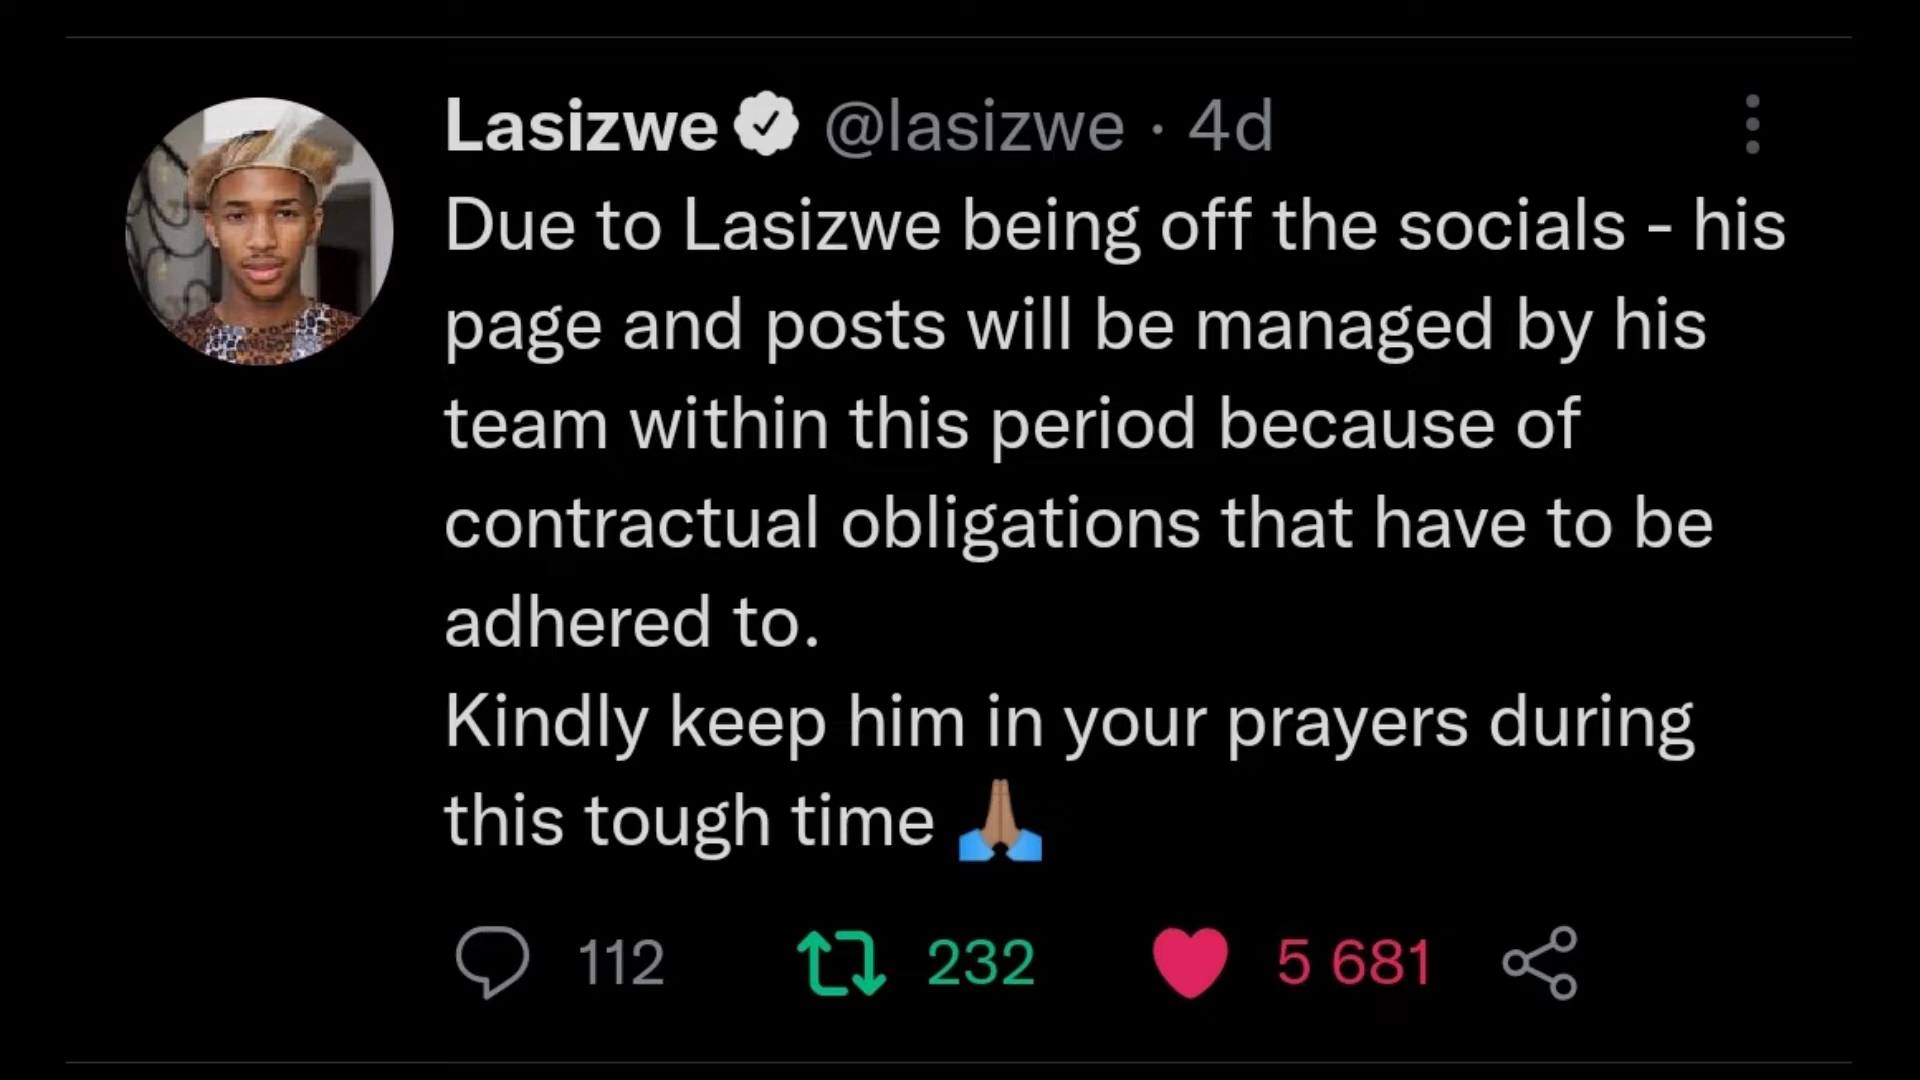 Lasizwe @lasizwe · 4d
Due to Lasizwe being off the socials - his
page and posts will be managed by his
team within this period because of
contractual obligations that have to be
adhered to.
Kindly keep him in your prayers during
this tough time 🙏🏽
112 232 5 681